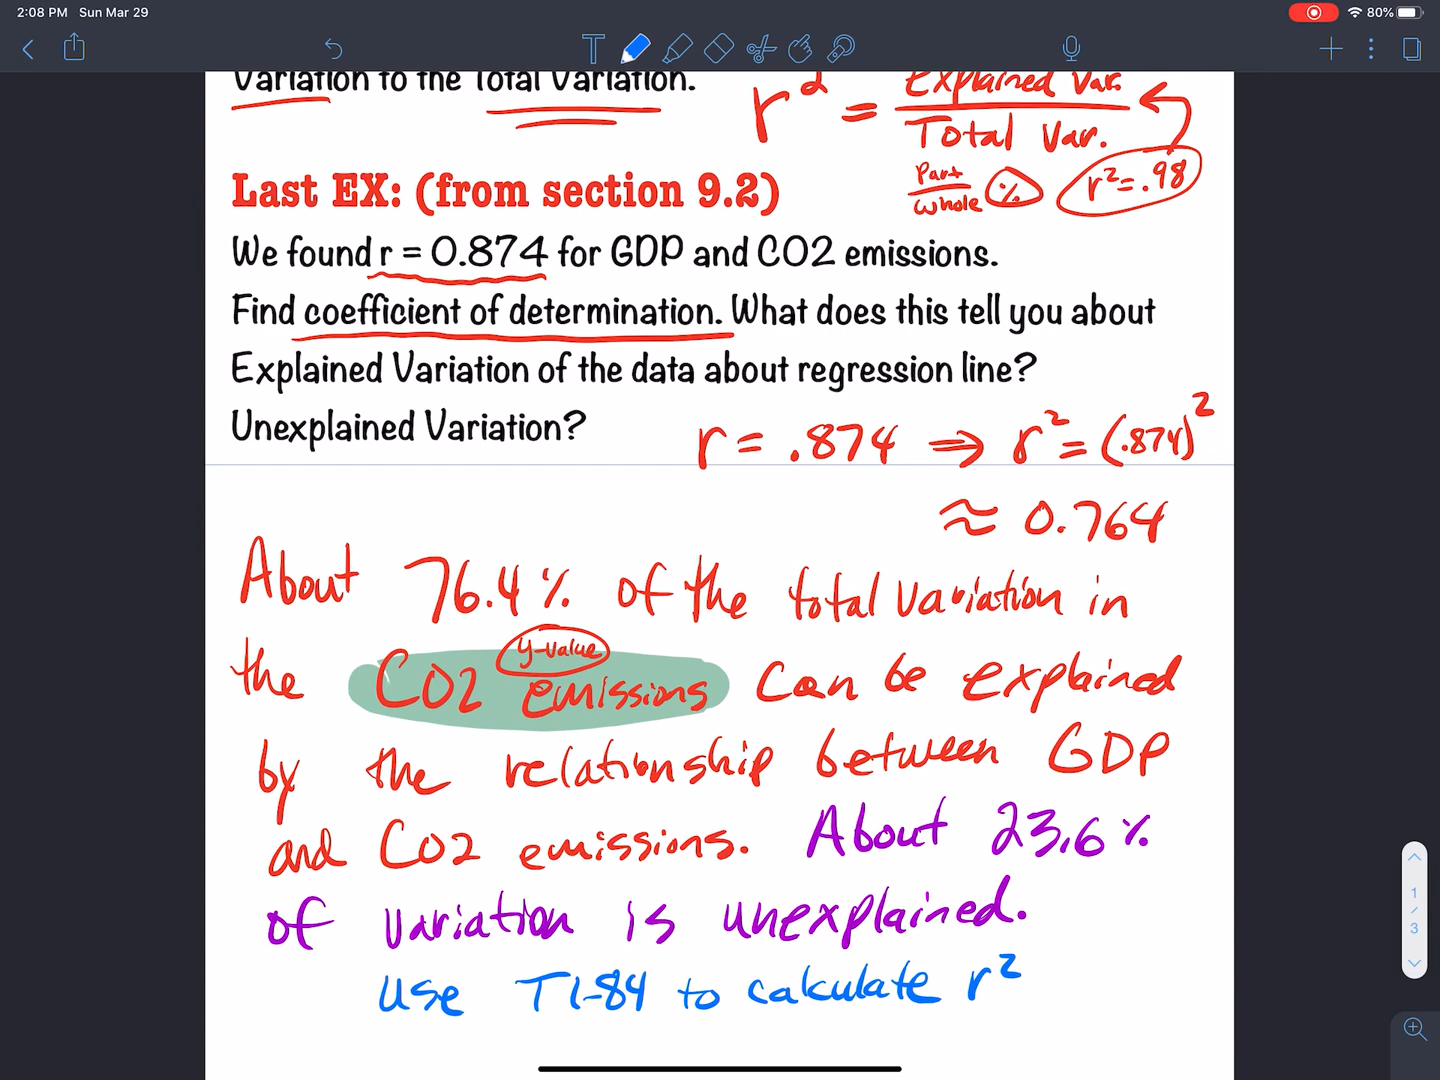 2:08 PM Sun Mar 29
80%
T
Variation to the Total Variation.
r² = Explained Var. / Total Var.
Part / Whole % r²=.98
Last EX: (from section 9.2)
We found r = 0.874 for GDP and CO2 emissions.
Find coefficient of determination. What does this tell you about
Explained Variation of the data about regression line?
Unexplained Variation?
r = .874 ⇒ r² = (.874)²
≈ 0.764
About 76.4% of the total variation in
y-value
the CO2 emissions can be explained
by the relationship between GDP
and CO2 emissions. About 23.6%
of variation is unexplained.
Use TI-84 to calculate r²
1
/
3